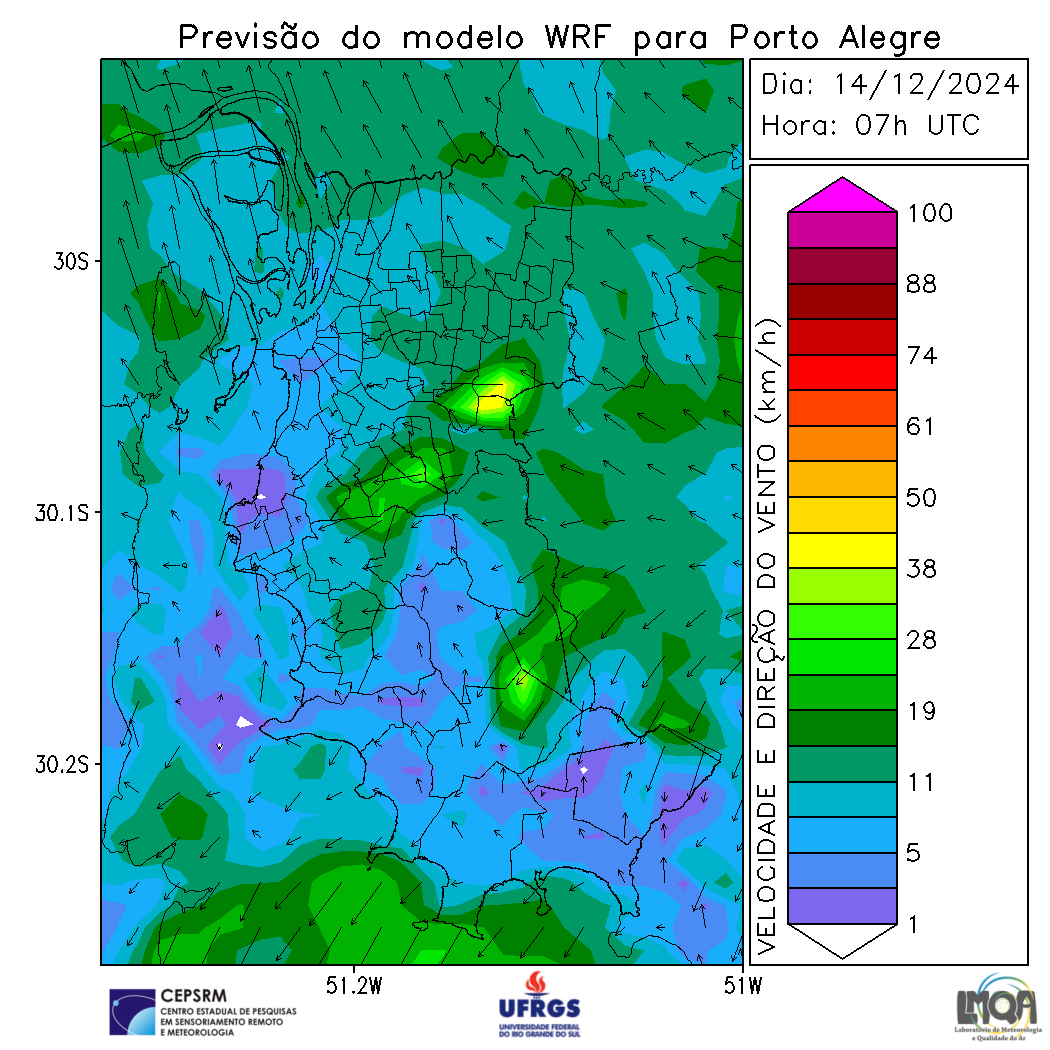 Previsão do modelo WRF para Porto Alegre
Dia: 14/12/2024
Hora: 07h UTC
30S
30.1S
30.2S
51.2W
51W
VELOCIDADE E DIREÇÃO DO VENTO (km/h)
100
88
74
61
50
38
28
19
11
5
1
CEPSRM
CENTRO ESTADUAL DE PESQUISAS
EM SENSORIAMENTO REMOTO
E METEOROLOGIA
UFRGS
UNIVERSIDADE FEDERAL
DO RIO GRANDE DO SUL
LMQA
Laboratório de Meteorologia
e Qualidade do Ar